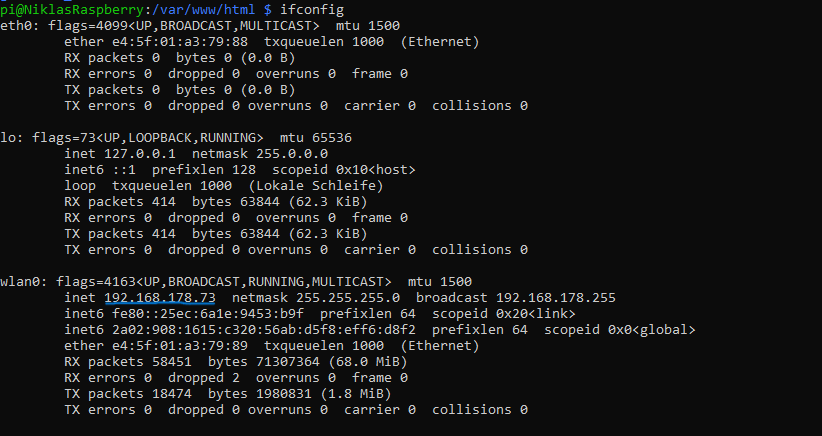 pi@NiklasRaspberry:/var/www/html $ ifconfig
eth0: flags=4099<UP,BROADCAST,MULTICAST>  mtu 1500
        ether e4:5f:01:a3:79:88  txqueuelen 1000  (Ethernet)
        RX packets 0  bytes 0 (0.0 B)
        RX errors 0  dropped 0  overruns 0  frame 0
        TX packets 0  bytes 0 (0.0 B)
        TX errors 0  dropped 0 overruns 0  carrier 0  collisions 0

lo: flags=73<UP,LOOPBACK,RUNNING>  mtu 65536
        inet 127.0.0.1  netmask 255.0.0.0
        inet6 ::1  prefixlen 128  scopeid 0x10<host>
        loop  txqueuelen 1000  (Lokale Schleife)
        RX packets 414  bytes 63844 (62.3 KiB)
        RX errors 0  dropped 0  overruns 0  frame 0
        TX packets 414  bytes 63844 (62.3 KiB)
        TX errors 0  dropped 0 overruns 0  carrier 0  collisions 0

wlan0: flags=4163<UP,BROADCAST,RUNNING,MULTICAST>  mtu 1500
        inet 192.168.178.73  netmask 255.255.255.0  broadcast 192.168.178.255
        inet6 fe80::25ec:6a1e:9453:b9f  prefixlen 64  scopeid 0x20<link>
        inet6 2a02:908:1615:c320:56ab:d5f8:eff6:d8f2  prefixlen 64  scopeid 0x0<global>
        ether e4:5f:01:a3:79:89  txqueuelen 1000  (Ethernet)
        RX packets 58451  bytes 71307364 (68.0 MiB)
        RX errors 0  dropped 2  overruns 0  frame 0
        TX packets 18474  bytes 1980831 (1.8 MiB)
        TX errors 0  dropped 0 overruns 0  carrier 0  collisions 0